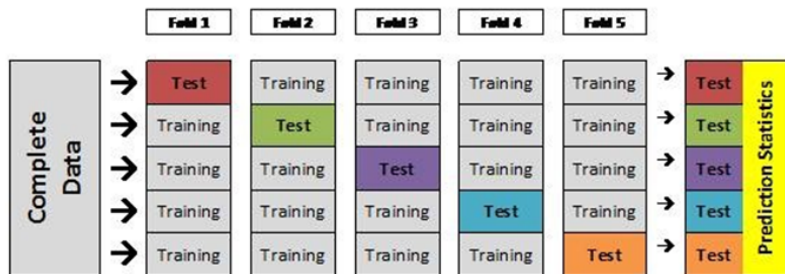 Fold 1 Fold 2 Fold 3 Fold 4 Fold 5
Complete Data
Test Training Training Training Training Test
Training Test Training Training Training Test
Training Training Test Training Training Test
Training Training Training Test Training Test
Training Training Training Training Test Test
Prediction Statistics